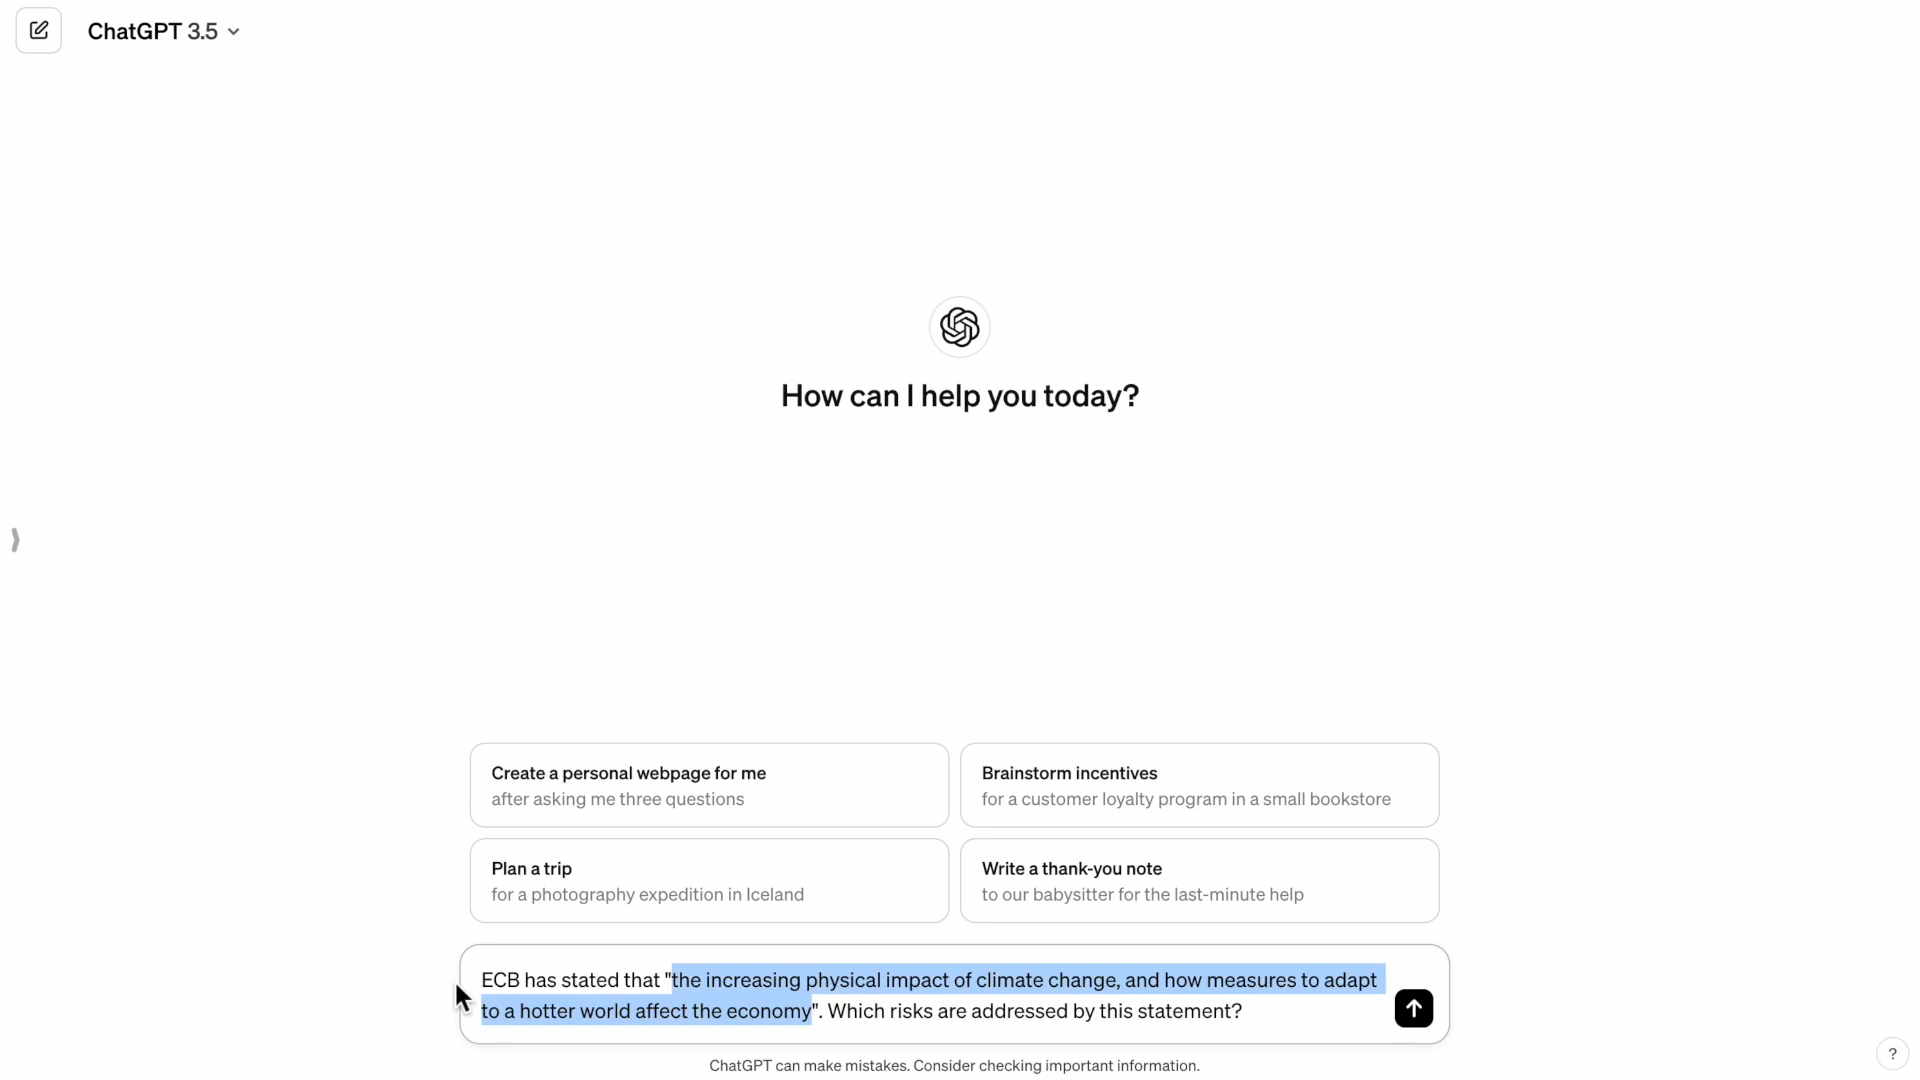 ChatGPT 3.5
How can I help you today?
Create a personal webpage for me
after asking me three questions
Brainstorm incentives
for a customer loyalty program in a small bookstore
Plan a trip
for a photography expedition in Iceland
Write a thank-you note
to our babysitter for the last-minute help
ECB has stated that "the increasing physical impact of climate change, and how measures to adapt
to a hotter world affect the economy". Which risks are addressed by this statement?
ChatGPT can make mistakes. Consider checking important information.
?